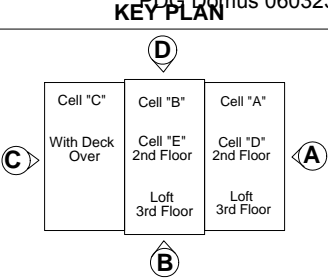 KEY PLAN
D
Cell "C"
With Deck
Over
Cell "B"
Cell "E"
2nd Floor
Loft
3rd Floor
Cell "A"
Cell "D"
2nd Floor
Loft
3rd Floor
C
A
B